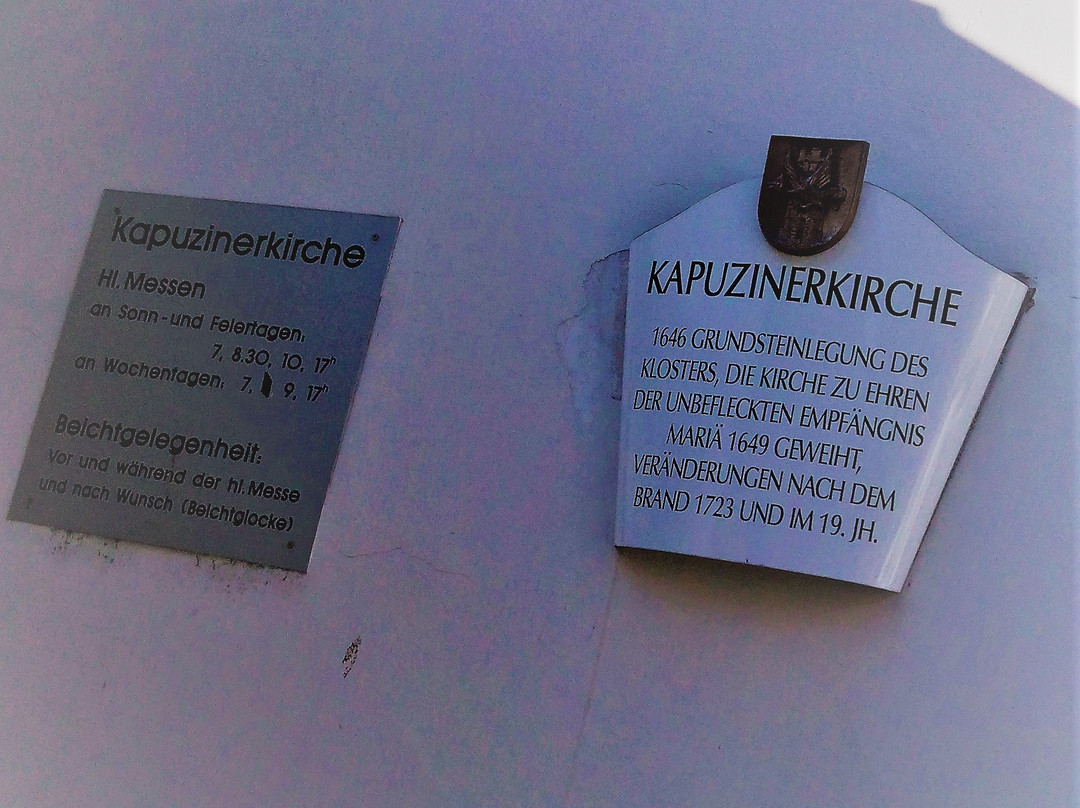 Kapuzinerkirche
Hl. Messen
an Sonn-und Feiertagen:
7, 8.30, 10, 17h
an Wochentagen: 7, 9, 17h
Beichtgelegenheit:
Vor und während der hl. Messe
und nach Wunsch (Beichtglocke)
KAPUZINERKIRCHE
1646 GRUNDSTEINLEGUNG DES
KLOSTERS, DIE KIRCHE ZU EHREN
DER UNBEFLECKTEN EMPFÄNGNIS
MARIÄ 1649 GEWEIHT,
VERÄNDERUNGEN NACH DEM
BRAND 1723 UND IM 19. JH.